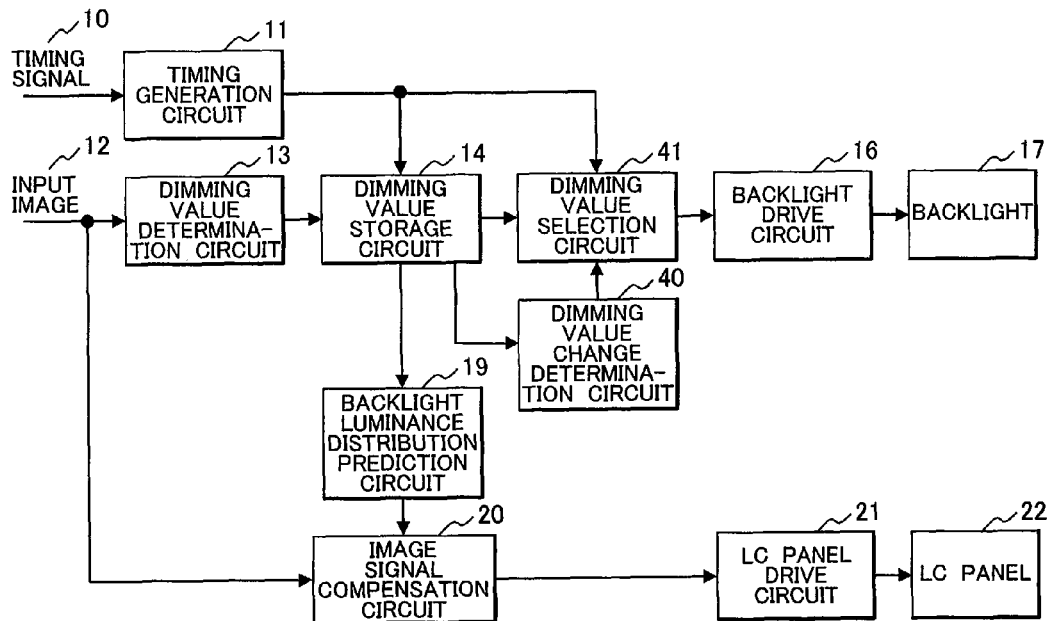 10
TIMING
SIGNAL
11
TIMING
GENERATION
CIRCUIT
12
INPUT
IMAGE
13
DIMMING
VALUE
DETERMINA-
TION CIRCUIT
14
DIMMING
VALUE
STORAGE
CIRCUIT
41
DIMMING
VALUE
SELECTION
CIRCUIT
16
BACKLIGHT
DRIVE
CIRCUIT
17
BACKLIGHT
40
DIMMING
VALUE
CHANGE
DETERMINA-
TION CIRCUIT
19
BACKLIGHT
LUMINANCE
DISTRIBUTION
PREDICTION
CIRCUIT
20
IMAGE
SIGNAL
COMPENSATION
CIRCUIT
21
LC PANEL
DRIVE
CIRCUIT
22
LC PANEL